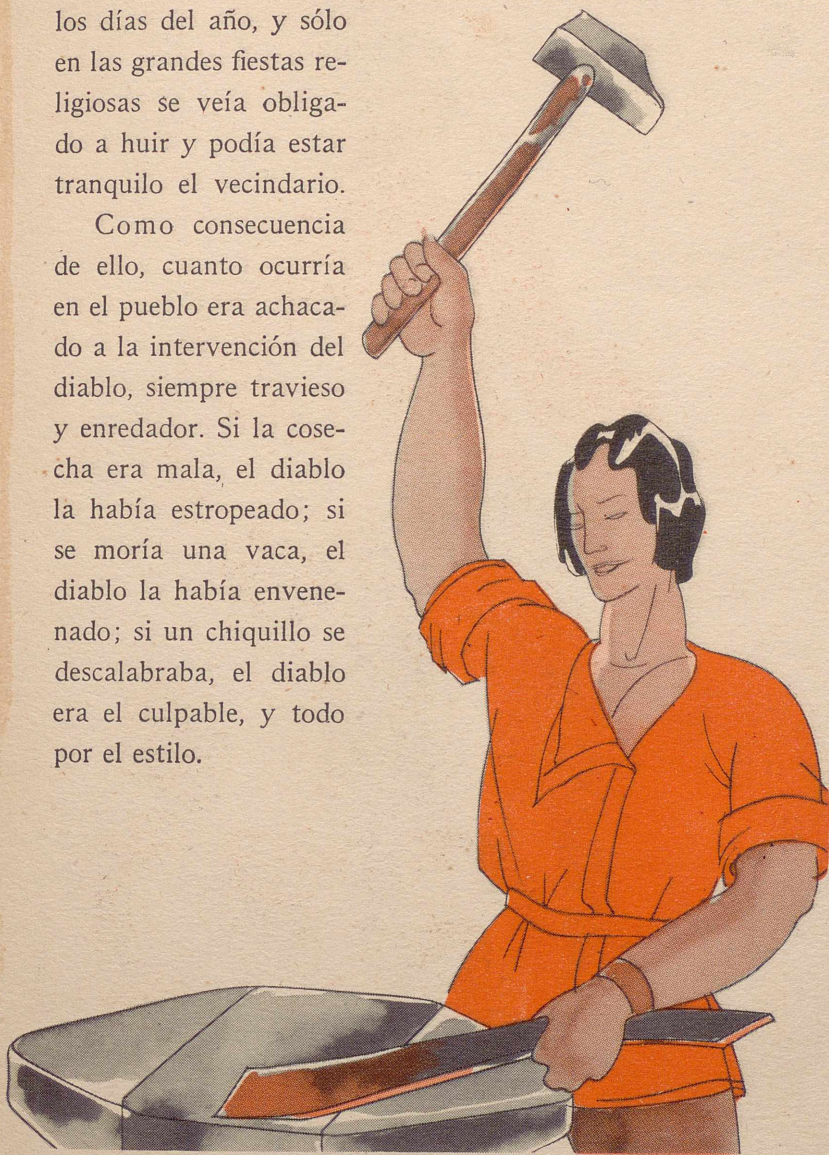 los días del año, y sólo
en las grandes fiestas re-
ligiosas se veía obliga-
do a huir y podía estar
tranquilo el vecindario.
Como consecuencia
de ello, cuanto ocurría
en el pueblo era achaca-
do a la intervención del
diablo, siempre travieso
y enredador. Si la cose-
cha era mala, el diablo
la había estropeado; si
se moría una vaca, el
diablo la había envene-
nado; si un chiquillo se
descalabraba, el diablo
era el culpable, y todo
por el estilo.